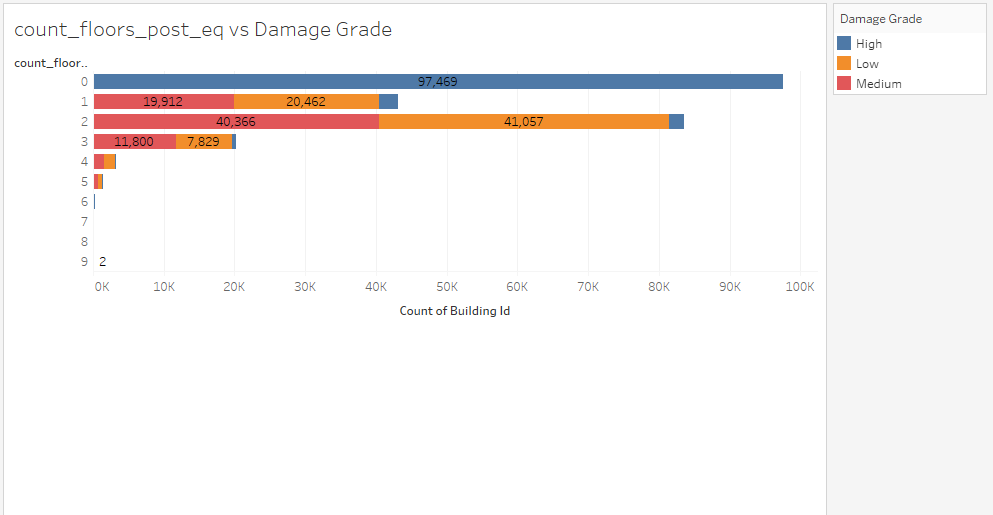 count_floors_post_eq vs Damage Grade
count_floor..
0 97,469
1 19,912 20,462
2 40,366 41,057
3 11,800 7,829
4
5
6
7
8
9 2
0K 10K 20K 30K 40K 50K 60K 70K 80K 90K 100K
Count of Building Id
Damage Grade
High
Low
Medium